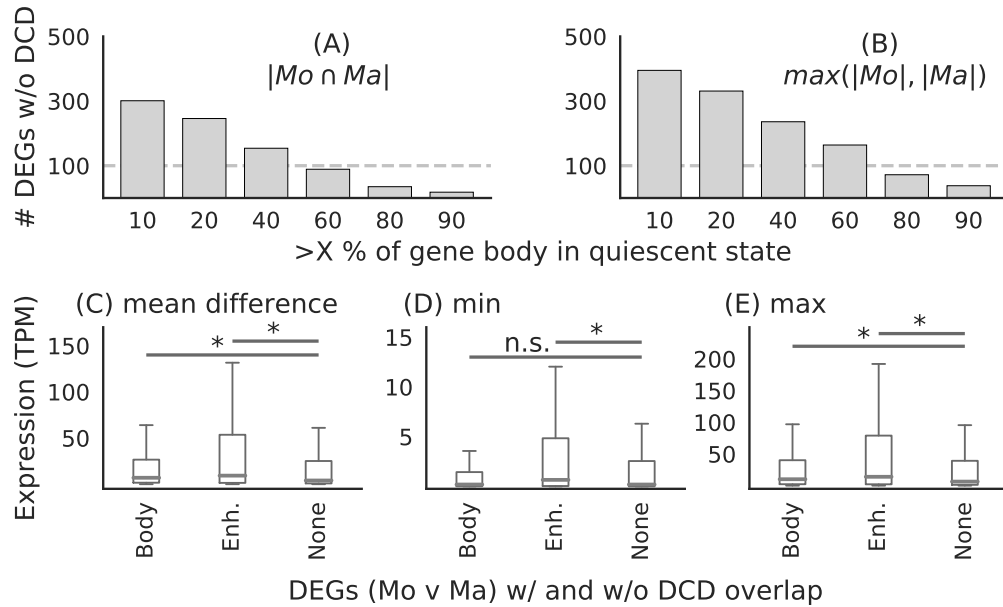 # DEGs w/o DCD
500
300
100
(A)
|Mo ∩ Ma|
10 20 40 60 80 90
500
300
100
(B)
max(|Mo|, |Ma|)
10 20 40 60 80 90
>X % of gene body in quiescent state
Expression (TPM)
(C) mean difference
150
100
50
*
*
Body Enh. None
(D) min
15
10
5
*
n.s.
Body Enh. None
(E) max
200
150
100
50
*
*
Body Enh. None
DEGs (Mo v Ma) w/ and w/o DCD overlap